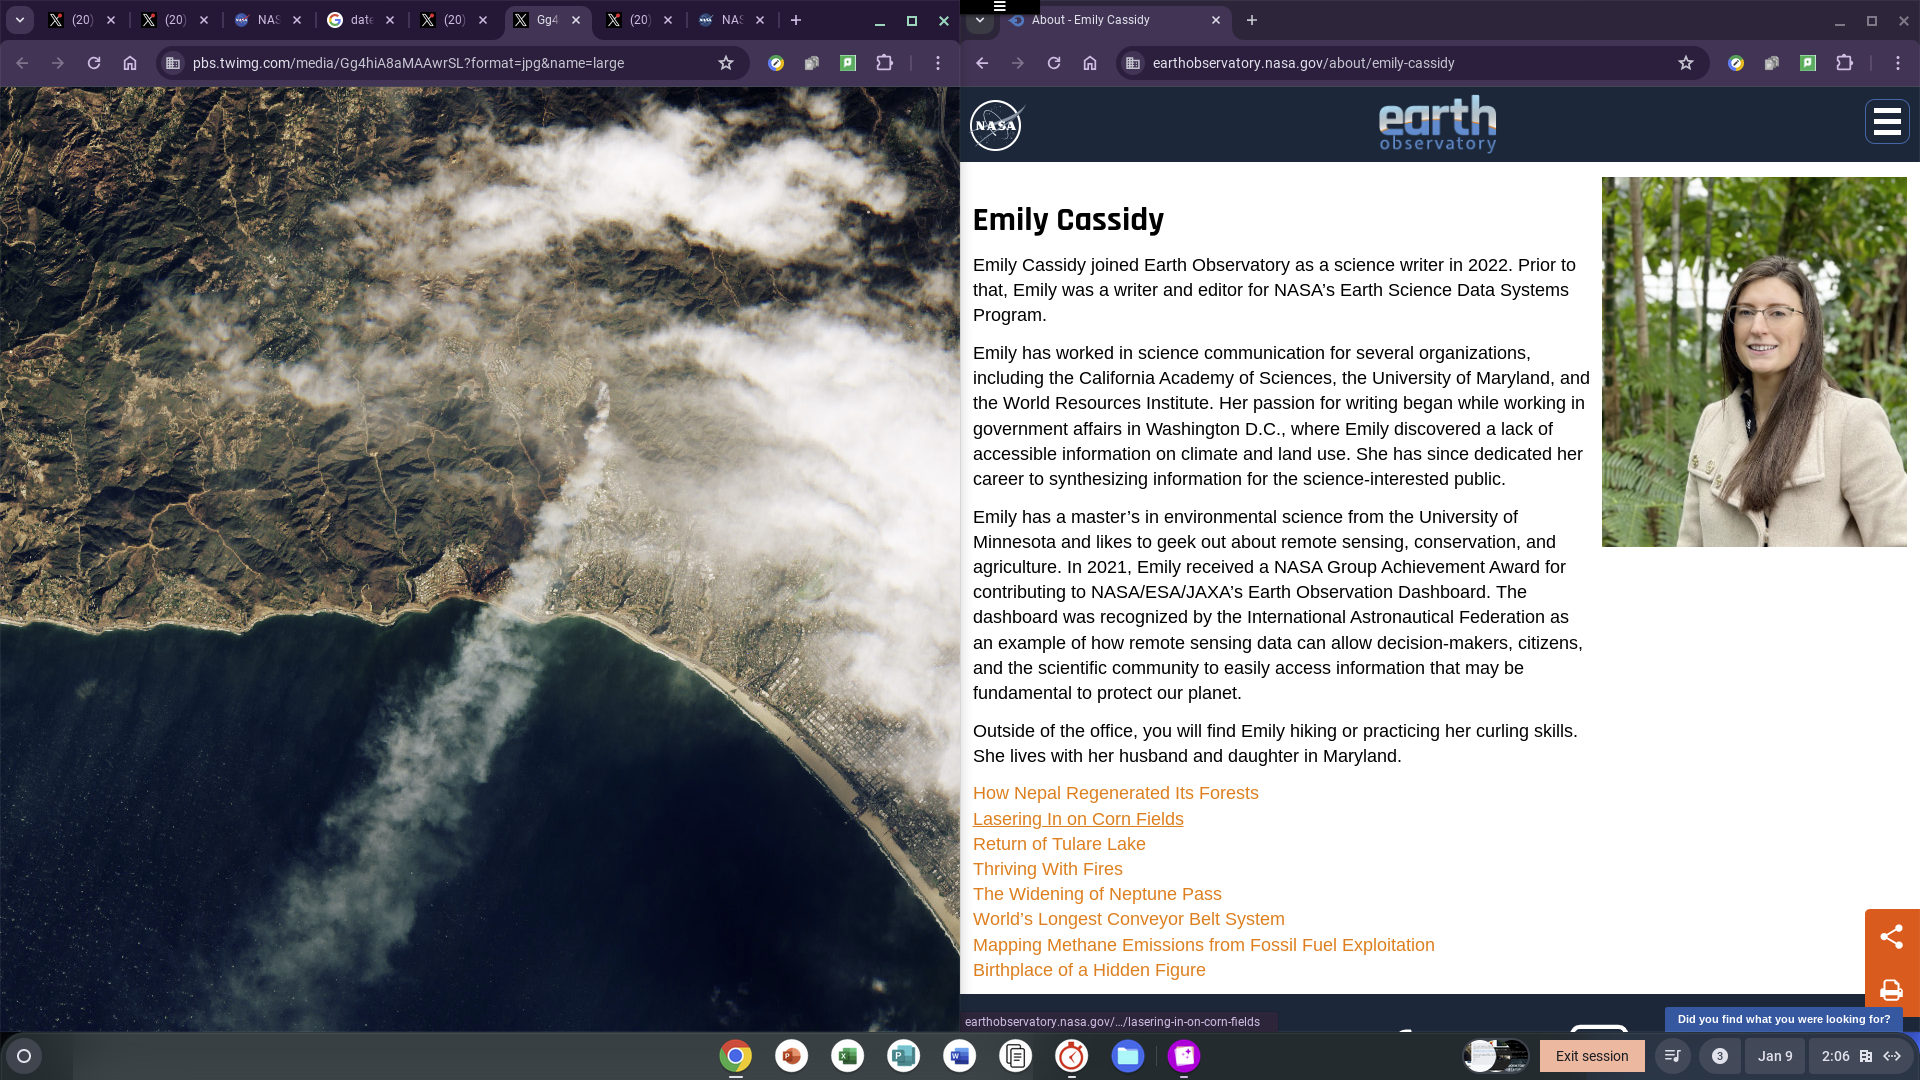 (20)
(20)
NAS
date
(20)
Gg4
(20)
NAS
About - Emily Cassidy
pbs.twimg.com/media/Gg4hiA8aMAAwrSL?format=jpg&name=large
earthobservatory.nasa.gov/about/emily-cassidy
NASA
earth
observatory
Emily Cassidy
Emily Cassidy joined Earth Observatory as a science writer in 2022. Prior to
that, Emily was a writer and editor for NASA’s Earth Science Data Systems
Program.
Emily has worked in science communication for several organizations,
including the California Academy of Sciences, the University of Maryland, and
the World Resources Institute. Her passion for writing began while working in
government affairs in Washington D.C., where Emily discovered a lack of
accessible information on climate and land use. She has since dedicated her
career to synthesizing information for the science-interested public.
Emily has a master’s in environmental science from the University of
Minnesota and likes to geek out about remote sensing, conservation, and
agriculture. In 2021, Emily received a NASA Group Achievement Award for
contributing to NASA/ESA/JAXA’s Earth Observation Dashboard. The
dashboard was recognized by the International Astronautical Federation as
an example of how remote sensing data can allow decision-makers, citizens,
and the scientific community to easily access information that may be
fundamental to protect our planet.
Outside of the office, you will find Emily hiking or practicing her curling skills.
She lives with her husband and daughter in Maryland.
How Nepal Regenerated Its Forests
Lasering In on Corn Fields
Return of Tulare Lake
Thriving With Fires
The Widening of Neptune Pass
World’s Longest Conveyor Belt System
Mapping Methane Emissions from Fossil Fuel Exploitation
Birthplace of a Hidden Figure
Did you find what you were looking for?
earthobservatory.nasa.gov/.../lasering-in-on-corn-fields
Exit session
3
Jan 9
2:06